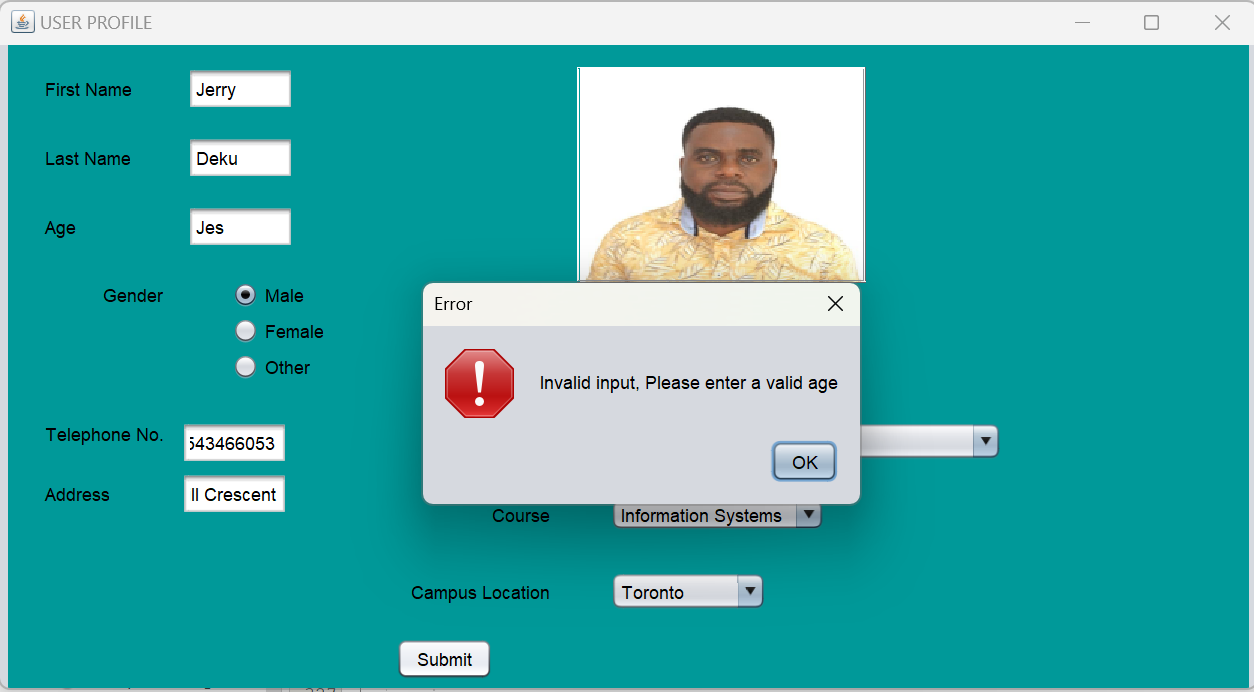 USER PROFILE
First Name
Jerry
Last Name
Deku
Age
Jes
Gender
Male
Female
Other
Error
Invalid input, Please enter a valid age
OK
Telephone No.
543466053
Address
ll Crescent
Course
Information Systems
Campus Location
Toronto
Submit